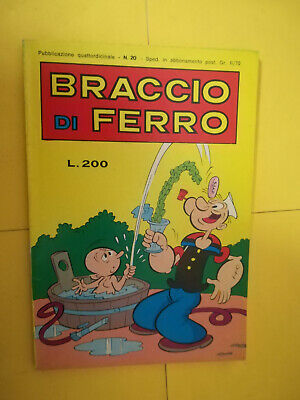 Pubblicazione quattordicinale - N. 20 - Sped. in abbonamento post. Gr. II/70
BRACCIO
DI FERRO
L. 200